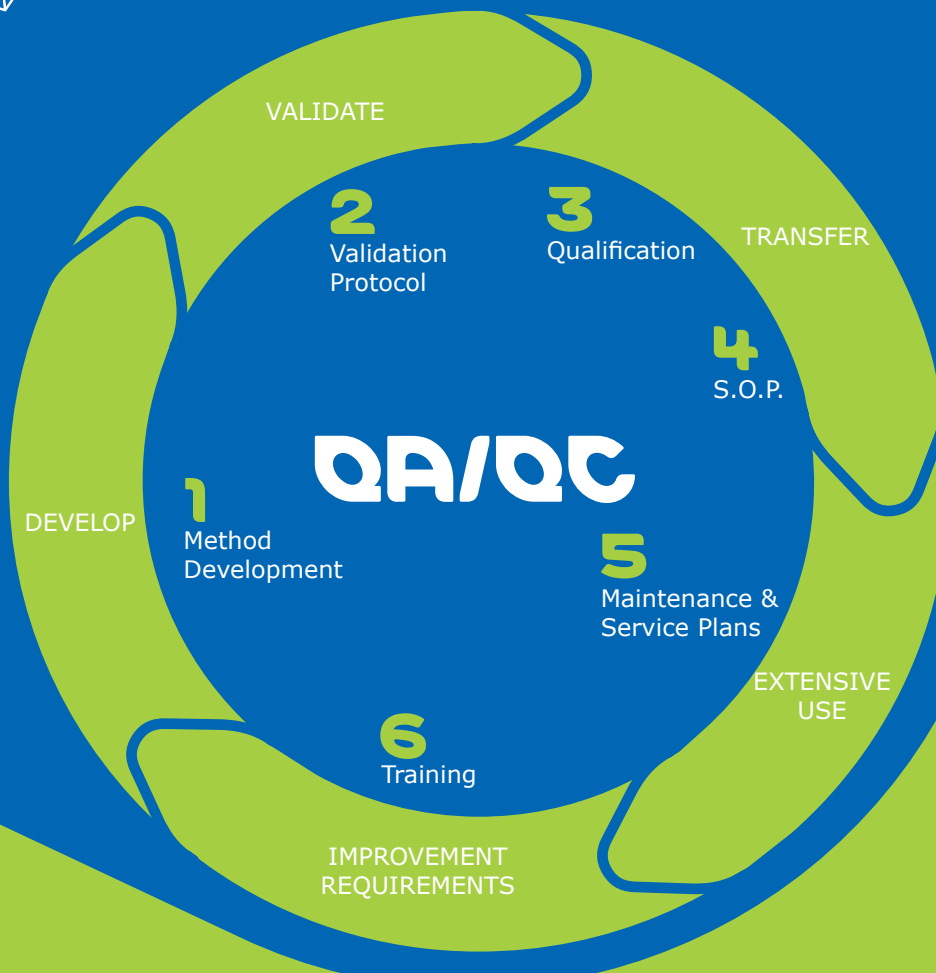 VALIDATE
2
Validation
Protocol
3
Qualification
TRANSFER
4
S.O.P.
QA/QC
1
DEVELOP
Method
Development
5
Maintenance &
Service Plans
EXTENSIVE
USE
6
Training
IMPROVEMENT
REQUIREMENTS